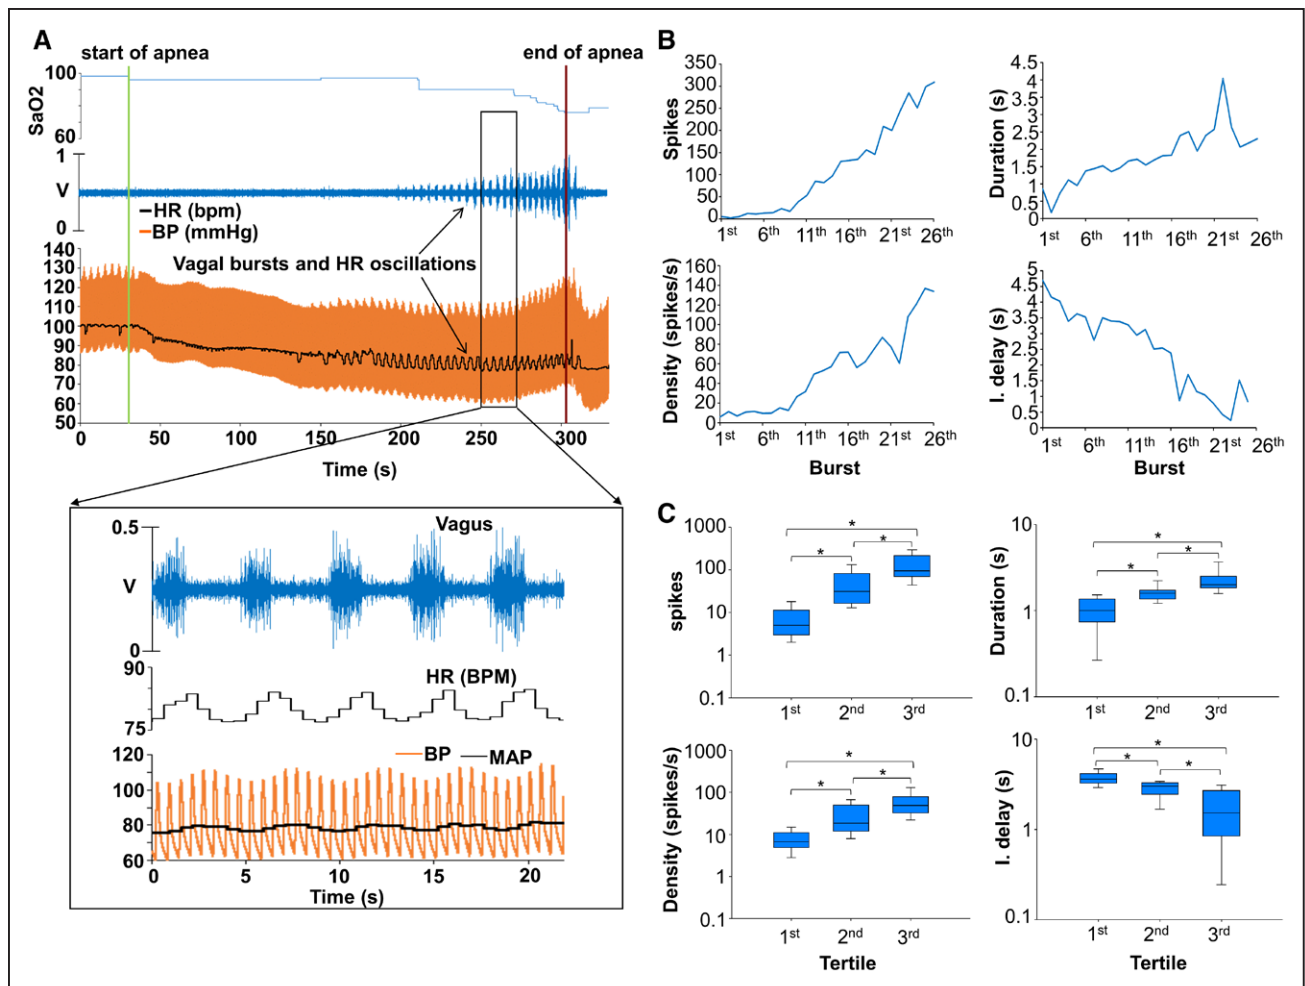 A
start of apnea
end of apnea
SaO2
100
80
60
1
V
0
HR (bpm)
BP (mmHg)
Vagal bursts and HR oscillations
140
130
120
110
100
90
80
70
60
50
0 50 100 150 200 250 300
Time (s)
0.5
Vagus
V
0
90
HR (BPM)
75
120
BP MAP
100
80
60
0 5 10 15 20
Time (s)
B
Spikes
350
300
250
200
150
100
50
0
1st 6th 11th 16th 21st 26th
Duration (s)
4.5
4
3.5
3
2.5
2
1.5
1
0.5
0
1st 6th 11th 16th 21st 26th
Density (spikes/s)
160
140
120
100
80
60
40
20
0
1st 6th 11th 16th 21st 26th
Burst
I. delay (s)
5
4.5
4
3.5
3
2.5
2
1.5
1
0.5
0
1st 6th 11th 16th 21st 26th
Burst
C
spikes
1000
100
10
1
0.1
* * *
1st 2nd 3rd
Duration (s)
10
1
0.1
* * *
1st 2nd 3rd
Density (spikes/s)
1000
100
10
1
0.1
* * *
1st 2nd 3rd
Tertile
I. delay (s)
10
1
0.1
* * *
1st 2nd 3rd
Tertile